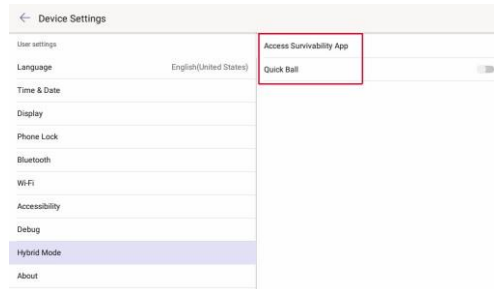 Device Settings
User settings
Language English(United States)
Time & Date
Display
Phone Lock
Bluetooth
Wi-Fi
Accessibility
Debug
Hybrid Mode
About
Access Survivability App
Quick Ball